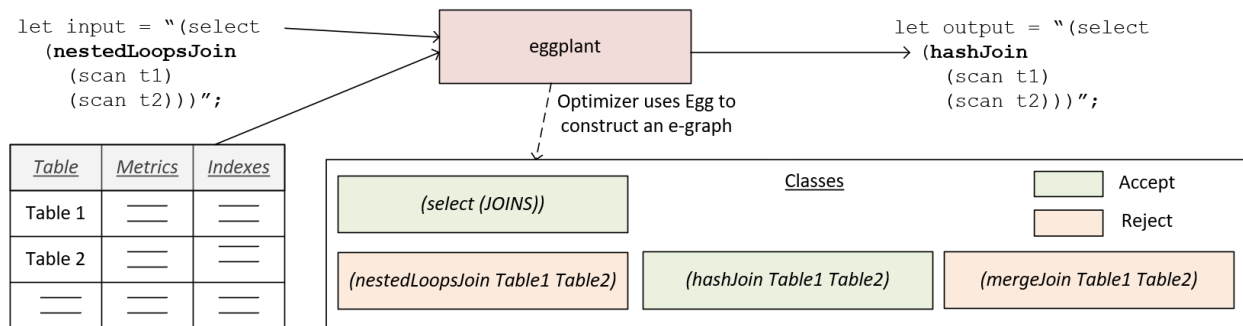 let input = “(select
(nestedLoopsJoin
(scan t1)
(scan t2)))”;
eggplant
let output = “(select
(hashJoin
(scan t1)
(scan t2)))”;
Optimizer uses Egg to
construct an e-graph
Table Metrics Indexes
Table 1
Table 2
Classes
Accept
Reject
(select (JOINS))
(nestedLoopsJoin Table1 Table2)
(hashJoin Table1 Table2)
(mergeJoin Table1 Table2)